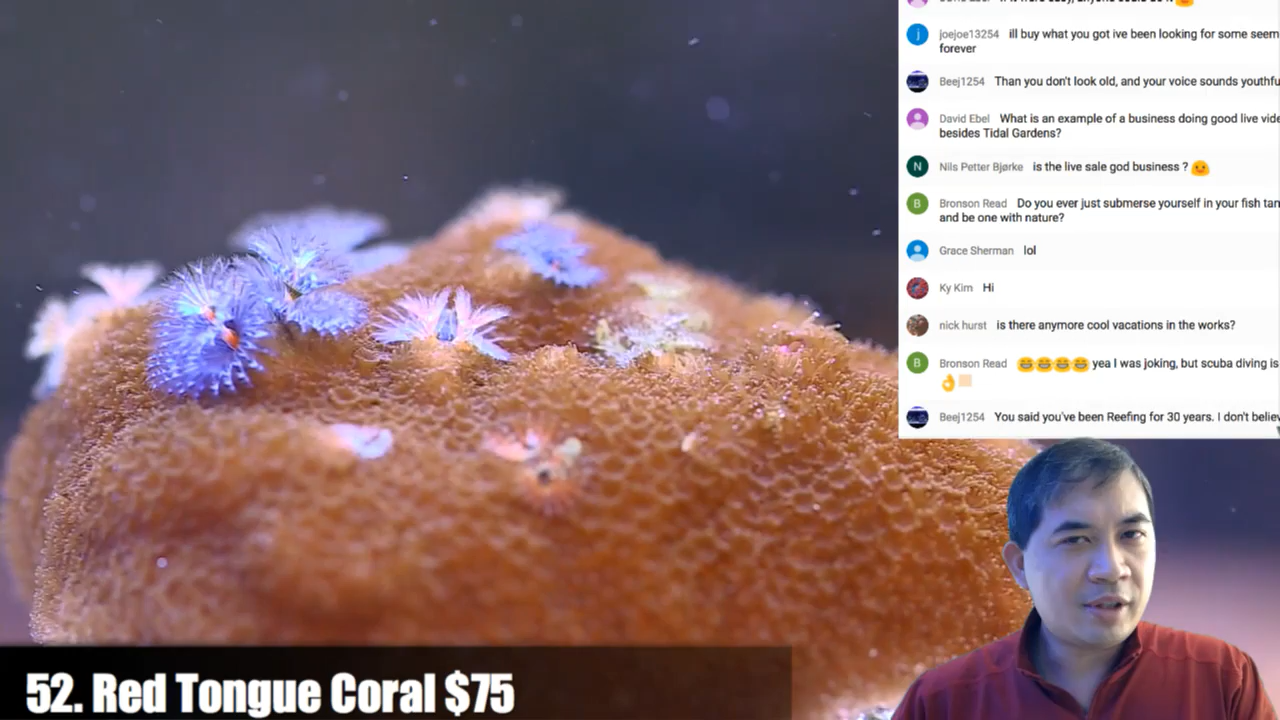 joejoe13254 ill buy what you got ive been looking for some seem
forever
Beej1254 Than you don't look old, and your voice sounds youthfu
David Ebel What is an example of a business doing good live vide
besides Tidal Gardens?
Nils Petter Bjørke is the live sale god business ?
Bronson Read Do you ever just submerse yourself in your fish tan
and be one with nature?
Grace Sherman lol
Ky Kim Hi
nick hurst is there anymore cool vacations in the works?
Bronson Read yea I was joking, but scuba diving is
Beej1254 You said you've been Reefing for 30 years. I don't belie
52. Red Tongue Coral $75